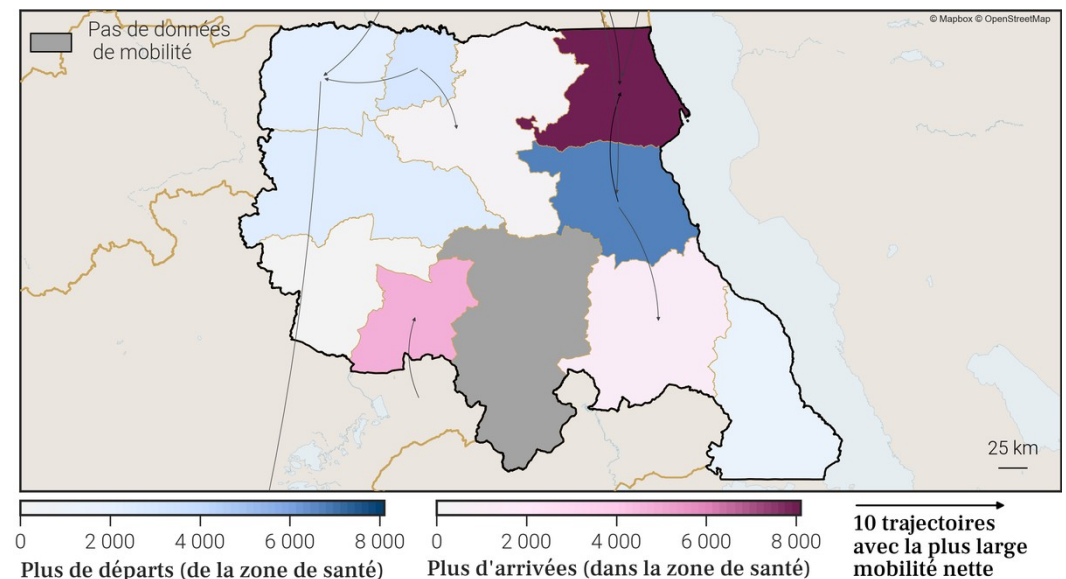 © Mapbox © OpenStreetMap
Pas de données
de mobilité
25 km
0 2 000 4 000 6 000 8 000
Plus de départs (de la zone de santé)
0 2 000 4 000 6 000 8 000
Plus d'arrivées (dans la zone de santé)
10 trajectoires
avec la plus large
mobilité nette